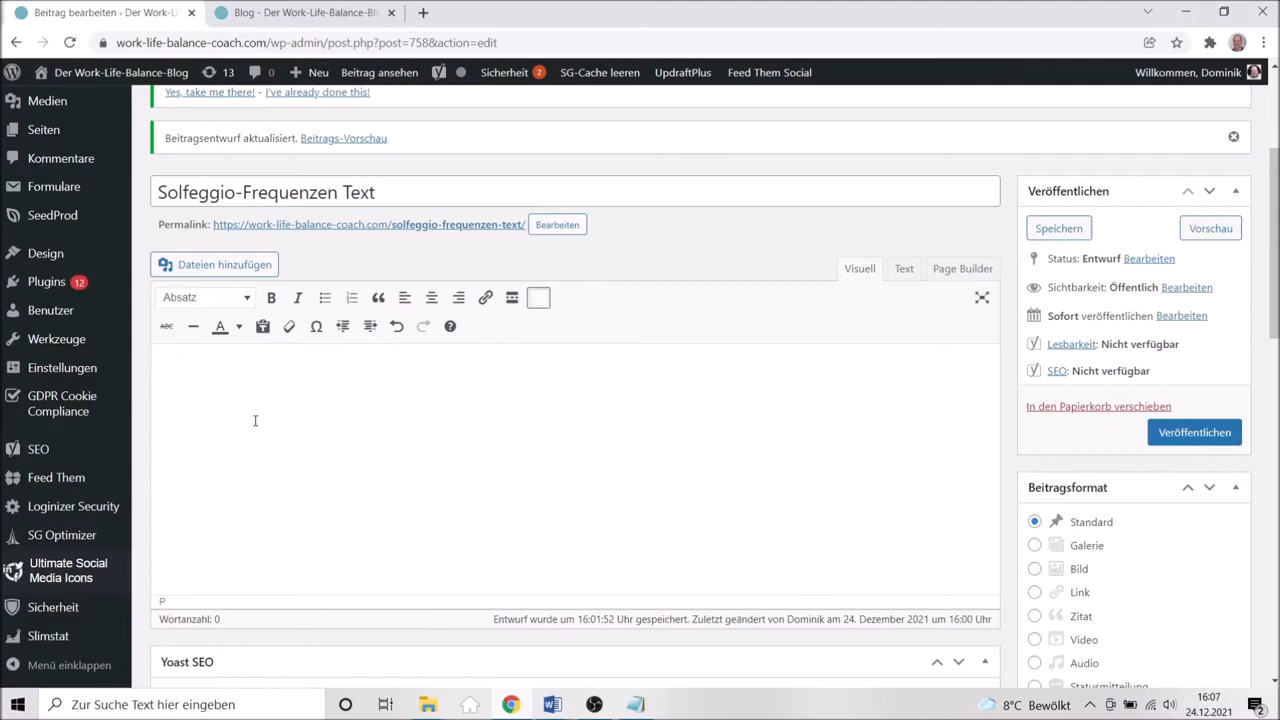 Beitrag bearbeiten ‹ Der Work-Li
Blog - Der Work-Life-Balance-Bl
work-life-balance-coach.com/wp-admin/post.php?post=758&action=edit
Der Work-Life-Balance-Blog 13 0 Neu Beitrag ansehen Sicherheit 2 SG-Cache leeren UpdraftPlus Feed Them Social Willkommen, Dominik
Medien
Seiten
Kommentare
Formulare
SeedProd
Design
Plugins 12
Benutzer
Werkzeuge
Einstellungen
GDPR Cookie
Compliance
SEO
Feed Them
Loginizer Security
SG Optimizer
Ultimate Social
Media Icons
Sicherheit
Slimstat
Menü einklappen
Yes, take me there! - I've already done this!
Beitragsentwurf aktualisiert. Beitrags-Vorschau
Solfeggio-Frequenzen Text
Permalink: https://work-life-balance-coach.com/solfeggio-frequenzen-text/ Bearbeiten
Dateien hinzufügen
Visuell Text Page Builder
Absatz B I
ABC A
P
Wortanzahl: 0
Entwurf wurde um 16:01:52 Uhr gespeichert. Zuletzt geändert von Dominik am 24. Dezember 2021 um 16:00 Uhr
Yoast SEO
Veröffentlichen
Speichern Vorschau
Status: Entwurf Bearbeiten
Sichtbarkeit: Öffentlich Bearbeiten
Sofort veröffentlichen Bearbeiten
Lesbarkeit: Nicht verfügbar
SEO: Nicht verfügbar
In den Papierkorb verschieben
Veröffentlichen
Beitragsformat
Standard
Galerie
Bild
Link
Zitat
Video
Audio
Statusmitteilung
Zur Suche Text hier eingeben
8°C Bewölkt
16:07
24.12.2021
2